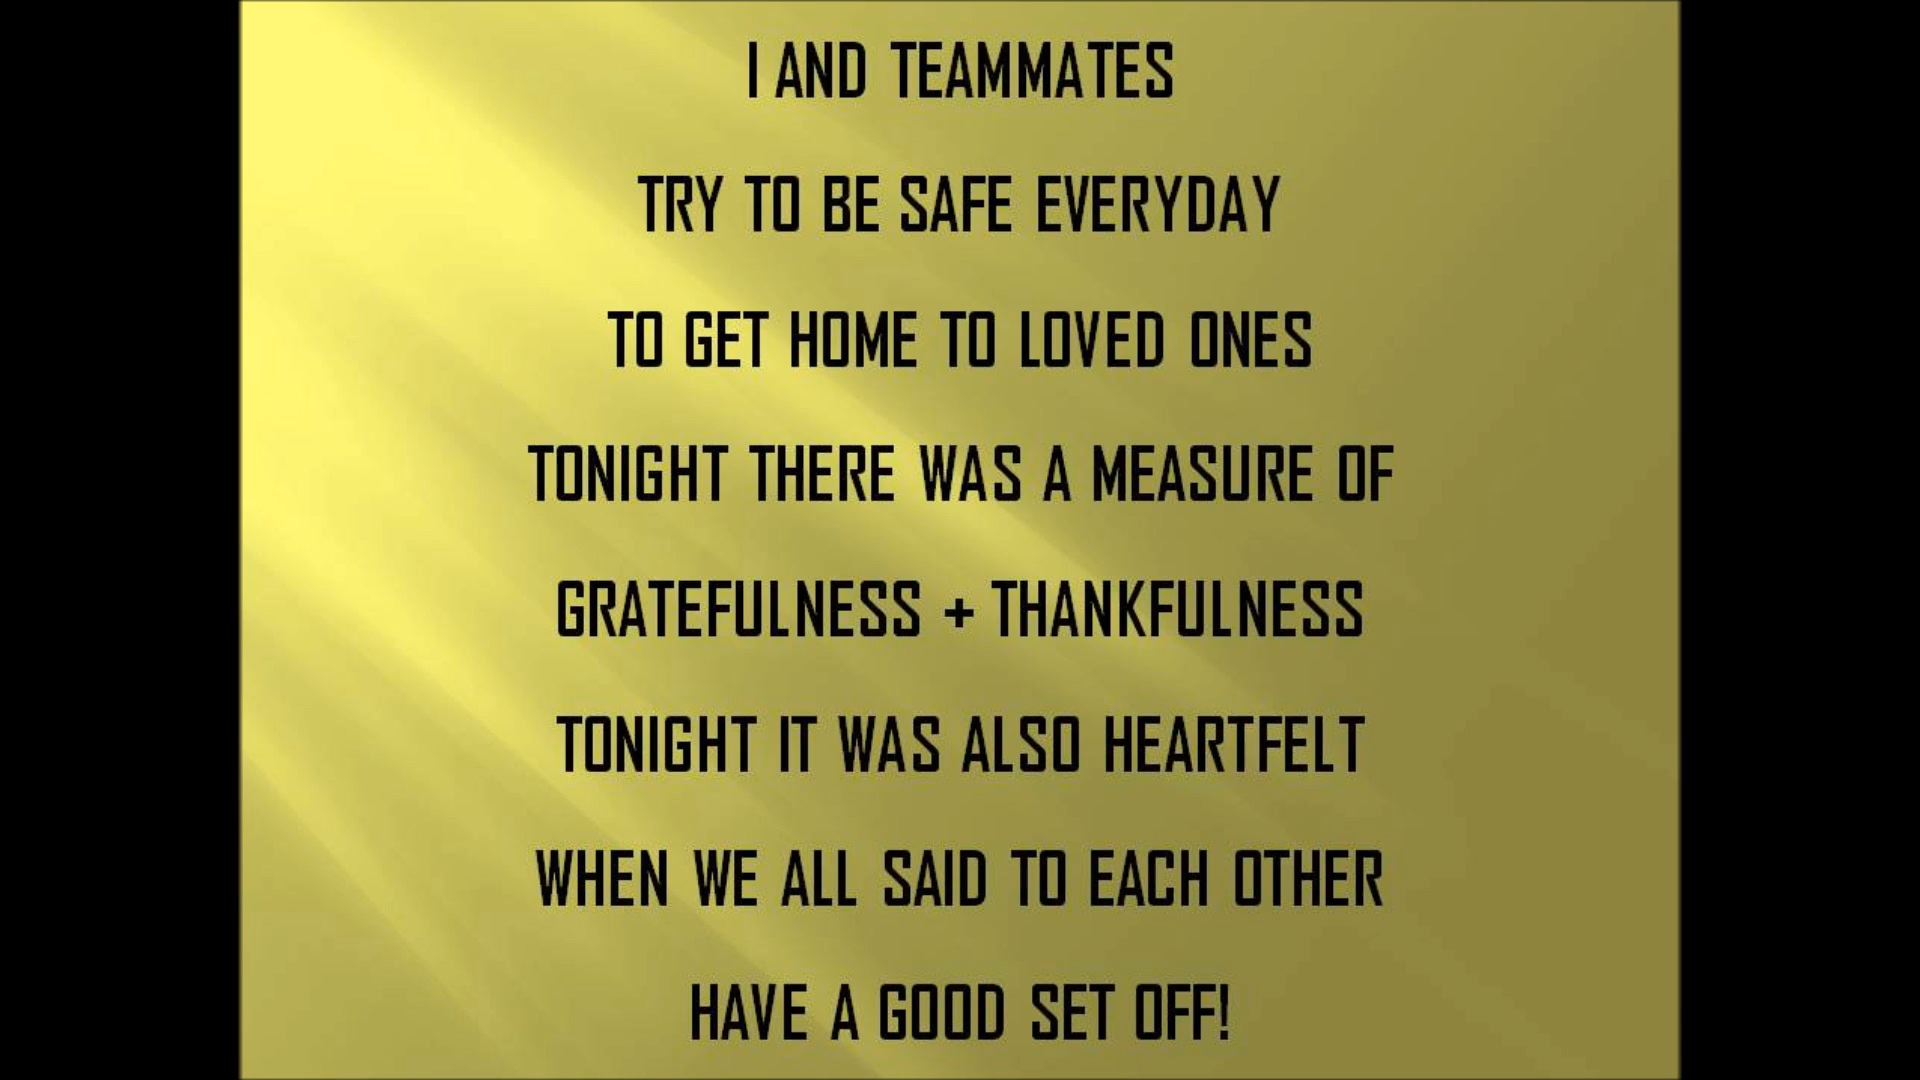 I AND TEAMMATES
TRY TO BE SAFE EVERYDAY
TO GET HOME TO LOVED ONES
TONIGHT THERE WAS A MEASURE OF
GRATEFULNESS + THANKFULNESS
TONIGHT IT WAS ALSO HEARTFELT
WHEN WE ALL SAID TO EACH OTHER
HAVE A GOOD SET OFF!